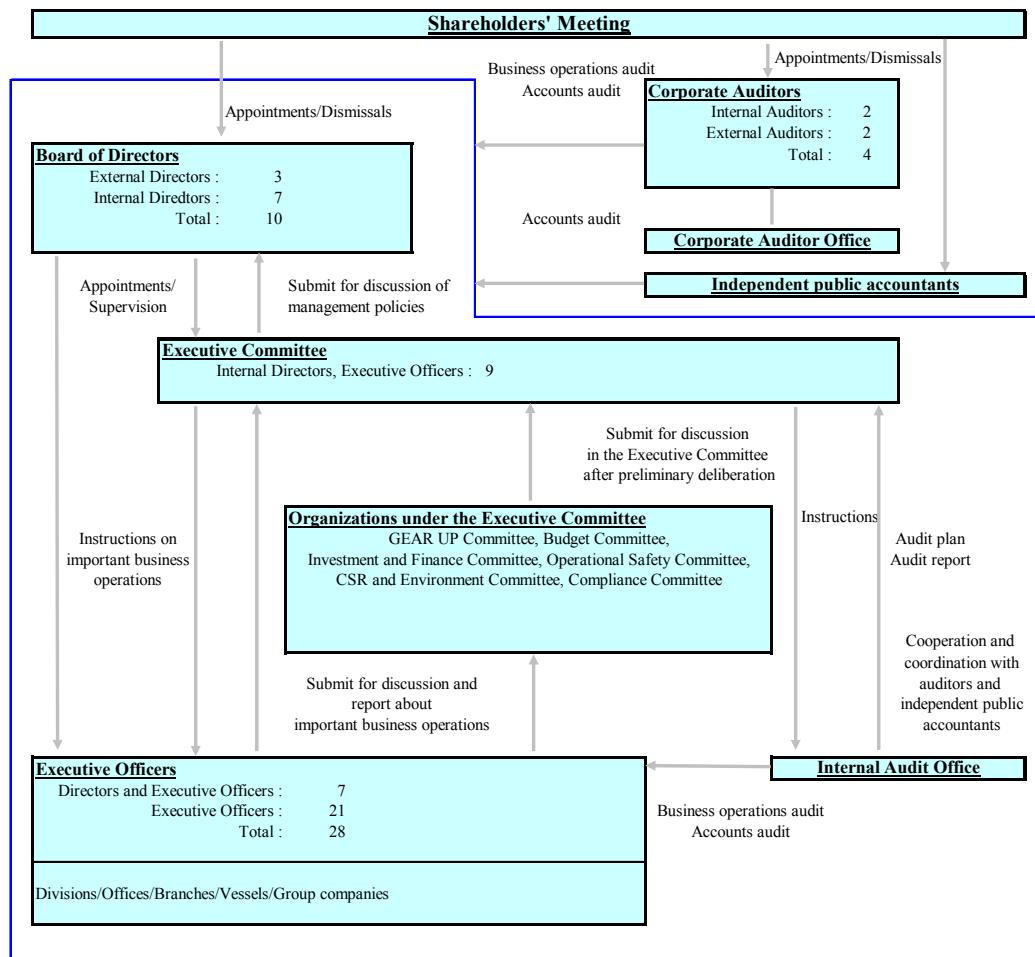 Shareholders' Meeting
Appointments/Dismissals
Business operations audit
Accounts audit
Corporate Auditors
Internal Auditors : 2
External Auditors : 2
Total : 4
Appointments/Dismissals
Board of Directors
External Directors : 3
Internal Diredtors : 7
Total : 10
Accounts audit
Corporate Auditor Office
Independent public accountants
Appointments/
Supervision
Submit for discussion of
management policies
Executive Committee
Internal Directors, Executive Officers : 9
Submit for discussion
in the Executive Committee
after preliminary deliberation
Organizations under the Executive Committee
GEAR UP Committee, Budget Committee,
Investment and Finance Committee, Operational Safety Committee,
CSR and Environment Committee, Compliance Committee
Instructions
Instructions on
important business
operations
Audit plan
Audit report
Cooperation and
coordination with
auditors and
independent public
accountants
Submit for discussion and
report about
important business operations
Executive Officers
Directors and Executive Officers : 7
Executive Officers : 21
Total : 28
Internal Audit Office
Business operations audit
Accounts audit
Divisions/Offices/Branches/Vessels/Group companies